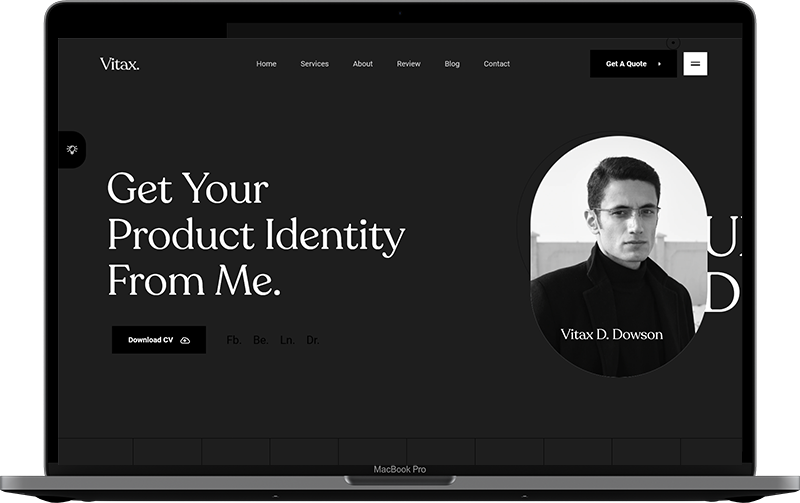 Vitax.
Home Services About Review Blog Contact
Get A Quote
Get Your
Product Identity
From Me.
Download CV
Fb. Be. Ln. Dr.
Vitax D. Dowson
D
MacBook Pro